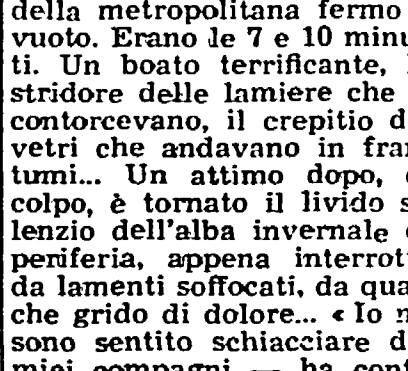 della metropolitana fermo
vuoto. Erano le 7 e 10 minu
ti. Un boato terrificante,
stridore delle lamiere che
contorcevano, il crepitio d
vetri che andavano in fran
tumi... Un attimo dopo,
colpo, è tornato il livido s
lenzio dell'alba invernale
periferia, appena interrott
da lamenti soffocati, da qua
che grido di dolore... « Io
sono sentito schiacciare d
miei compagni — ha